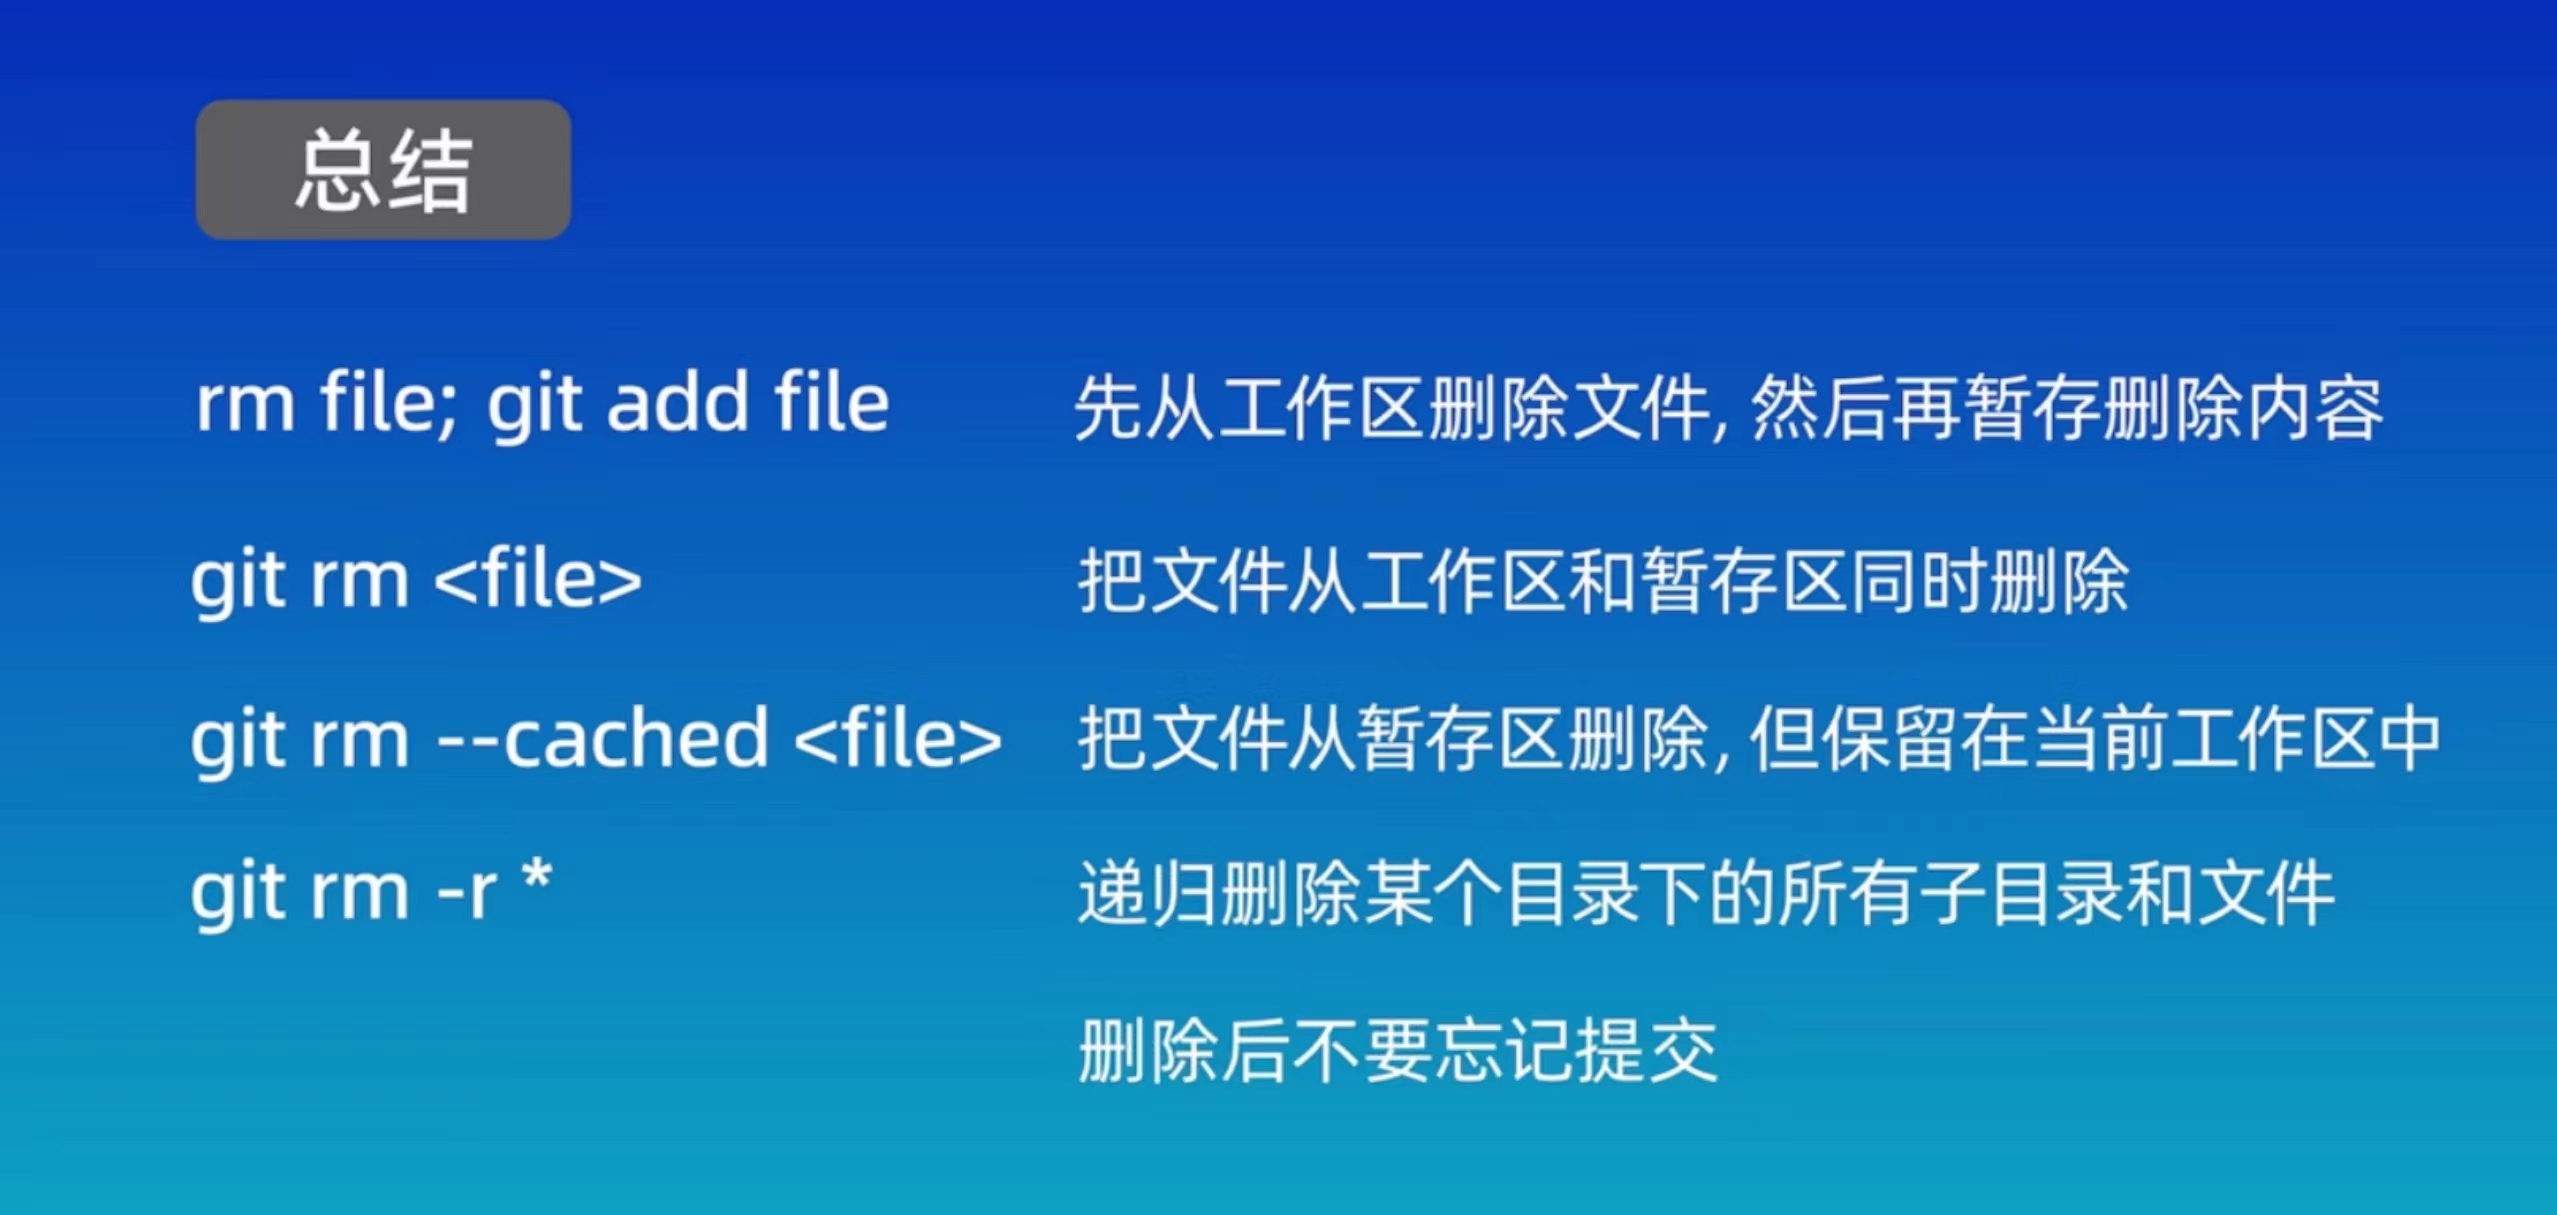 总结
rm file; git add file 先从工作区删除文件, 然后再暂存删除内容
git rm <file> 把文件从工作区和暂存区同时删除
git rm --cached <file> 把文件从暂存区删除, 但保留在当前工作区中
git rm -r * 递归删除某个目录下的所有子目录和文件
删除后不要忘记提交